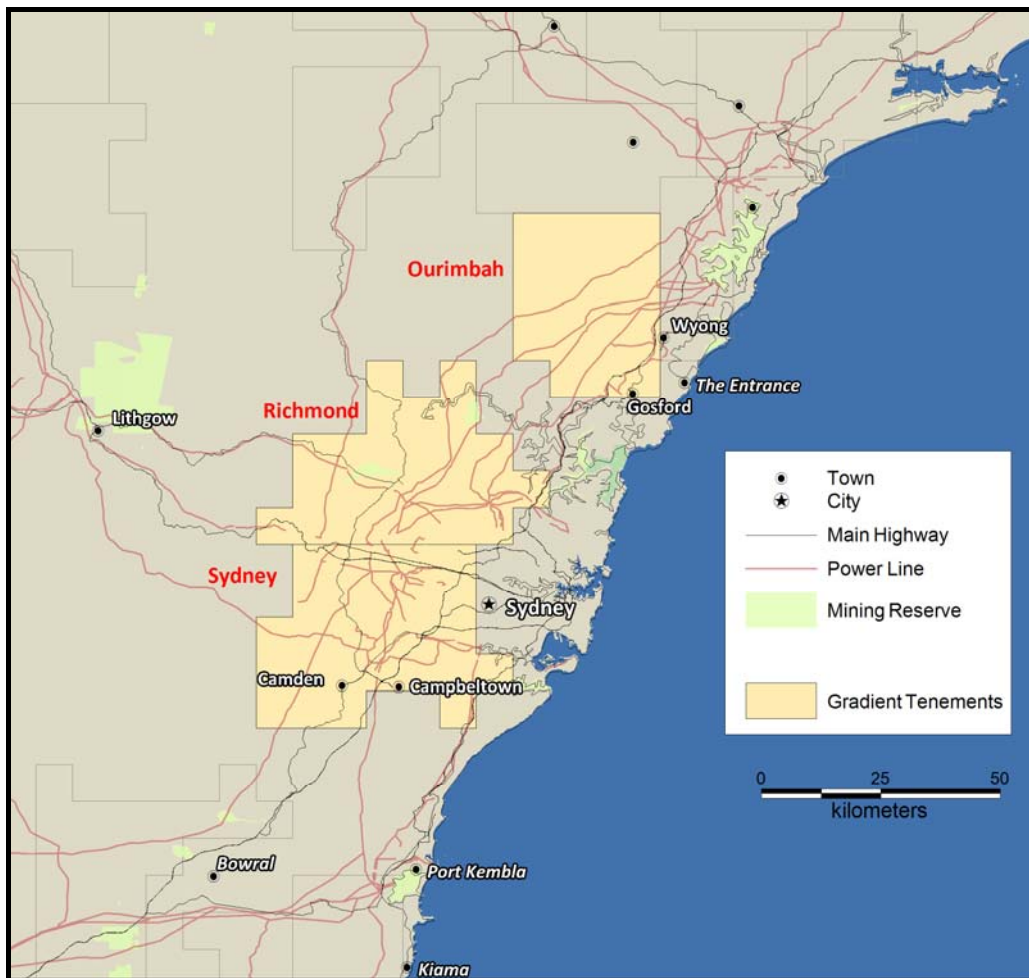 Ourimbah
Wyong
The Entrance
Gosford
Richmond
Lithgow
Sydney
Sydney
Camden
Campbeltown
Bowral
Port Kembla
Kiama
Town
City
Main Highway
Power Line
Mining Reserve
Gradient Tenements
0 25 50
kilometers